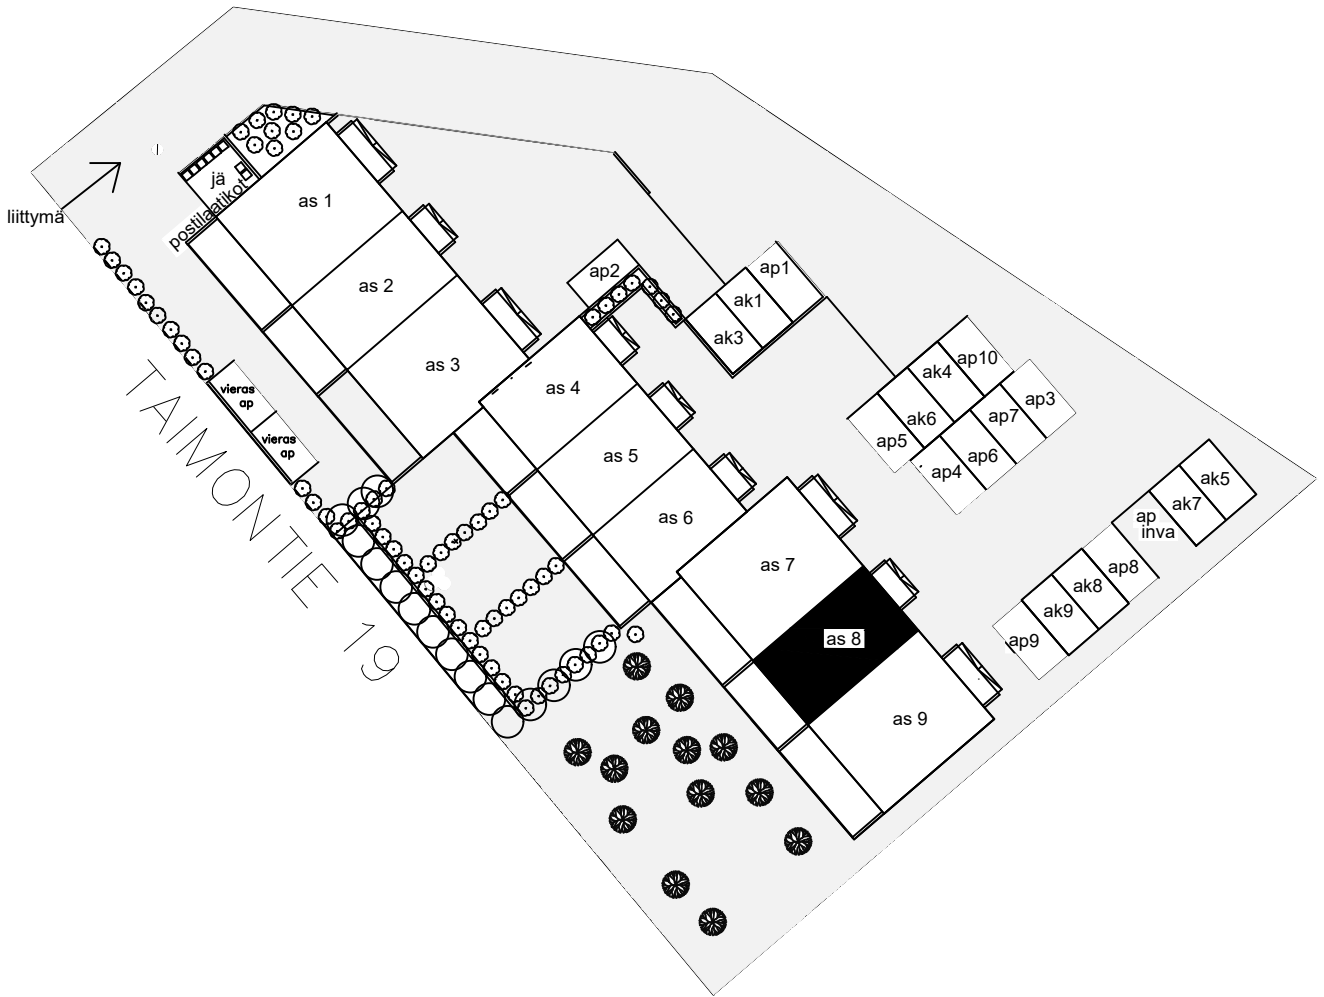 liittymä
jä
postilaatikot
as 1
as 2
as 3
as 4
as 5
as 6
as 7
as 8
as 9
ap2
ap1
ak1
ak3
ap10
ak4
ak6
ap5
ap3
ap7
ap6
ap4
ak5
ak7
ap
inva
ap8
ak8
ak9
ap9
vieras
ap
vieras
ap
TAIMONTIE 19